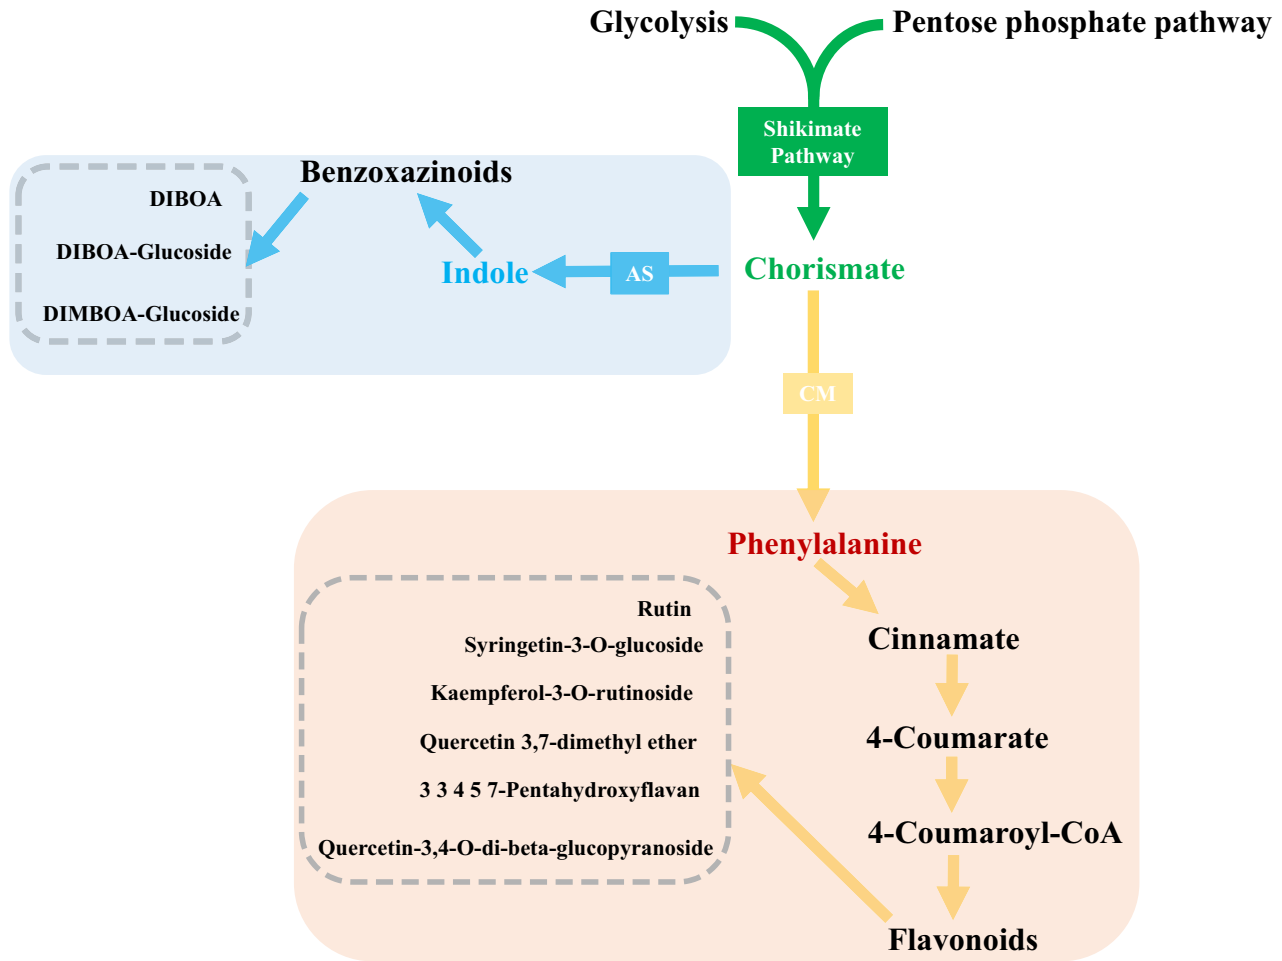 Glycolysis
Pentose phosphate pathway
Shikimate
Pathway
Benzoxazinoids
DIBOA
DIBOA-Glucoside
DIMBOA-Glucoside
Indole
AS
Chorismate
CM
Phenylalanine
Rutin
Syringetin-3-O-glucoside
Kaempferol-3-O-rutinoside
Quercetin 3,7-dimethyl ether
3 3 4 5 7-Pentahydroxyflavan
Quercetin-3,4-O-di-beta-glucopyranoside
Cinnamate
4-Coumarate
4-Coumaroyl-CoA
Flavonoids